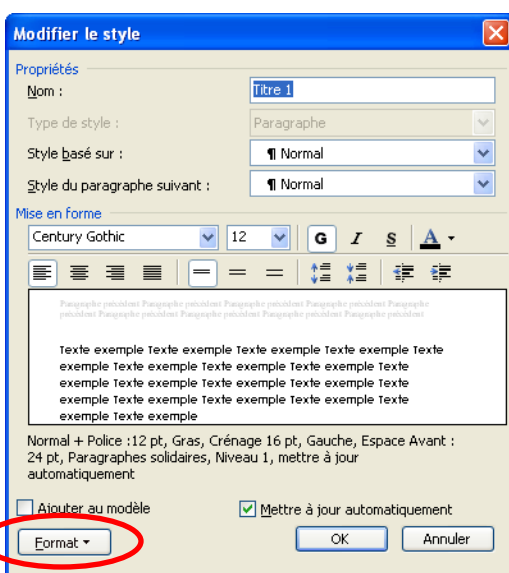 Modifier le style
Propriétés
Nom : Titre 1
Type de style : Paragraphe
Style basé sur : ¶ Normal
Style du paragraphe suivant : ¶ Normal
Mise en forme
Century Gothic 12 G I S A
Paragraphe précédent Paragraphe précédent Paragraphe précédent Paragraphe précédent Paragraphe
précédent Paragraphe précédent Paragraphe précédent Paragraphe précédent Paragraphe précédent
Texte exemple Texte exemple Texte exemple Texte exemple Texte
exemple Texte exemple Texte exemple Texte exemple Texte
exemple Texte exemple Texte exemple Texte exemple Texte
exemple Texte exemple Texte exemple Texte exemple Texte
exemple Texte exemple
Normal + Police :12 pt, Gras, Crénage 16 pt, Gauche, Espace Avant :
24 pt, Paragraphes solidaires, Niveau 1, mettre à jour
automatiquement
Ajouter au modèle Mettre à jour automatiquement
Format OK Annuler